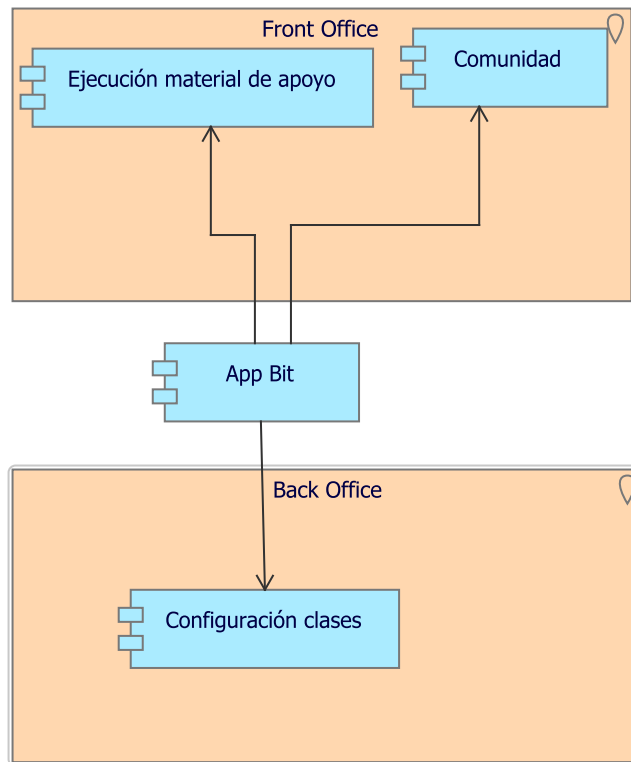 Front Office
Ejecución material de apoyo
Comunidad
App Bit
Back Office
Configuración clases